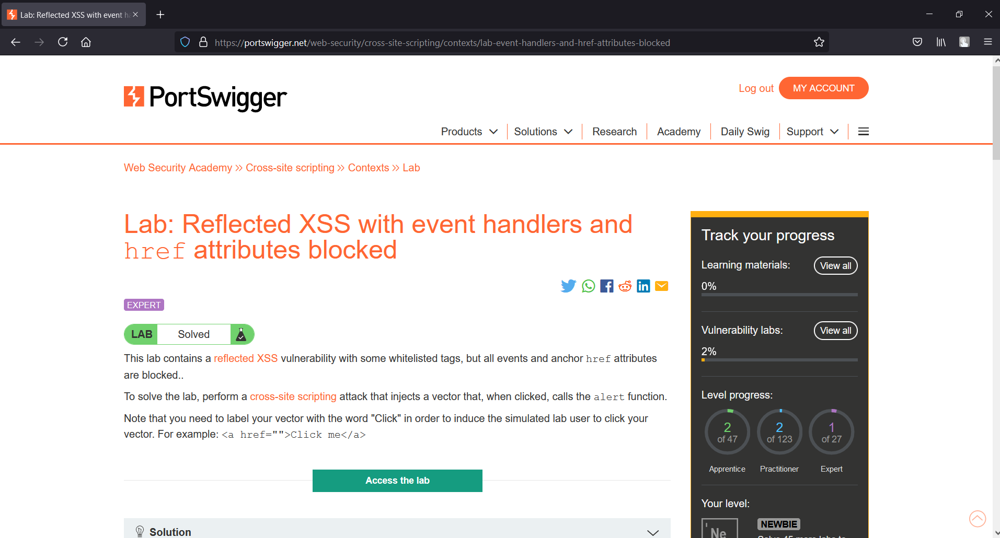 Lab: Reflected XSS with event ha
https://portswigger.net/web-security/cross-site-scripting/contexts/lab-event-handlers-and-href-attributes-blocked
PortSwigger
Log out
MY ACCOUNT
Products
Solutions
Research
Academy
Daily Swig
Support
Web Security Academy » Cross-site scripting » Contexts » Lab
Lab: Reflected XSS with event handlers and
href attributes blocked
EXPERT
LAB Solved
This lab contains a reflected XSS vulnerability with some whitelisted tags, but all events and anchor href attributes
are blocked..
To solve the lab, perform a cross-site scripting attack that injects a vector that, when clicked, calls the alert function.
Note that you need to label your vector with the word "Click" in order to induce the simulated lab user to click your
vector. For example: <a href="">Click me</a>
Access the lab
Solution
Track your progress
Learning materials:
View all
0%
Vulnerability labs:
View all
2%
Level progress:
2
of 47
Apprentice
2
of 123
Practitioner
1
of 27
Expert
Your level:
Ne
NEWBIE
Solve 45 more labs to